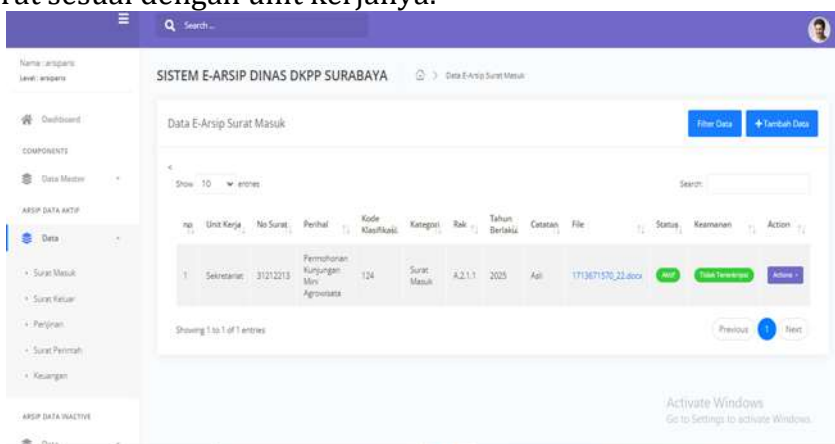 rat sesuai dengan unit kerjanya.
Search...
Name : arsiparis
Level : arsiparis
SISTEM E-ARSIP DINAS DKPP SURABAYA
Data E-Arsip Surat Masuk
Dashboard
Data E-Arsip Surat Masuk
Filter Data
+Tambah Data
COMPONENTS
Data Master
<
Show 10 entries
Search:
ARSIP DATA AKTIF
no Unit Kerja No Surat Perihal Kode Klasifikasi Kategori Rak Tahun Berlaku Catatan File Status Keamanan Action
Data
1 Sekretariat 31212213 Permohonan Kunjungan Mini Agrowisata 124 Surat Masuk A.2.1.1 2025 Asli 1713671570_22.docx Aktif Tidak Terenkripsi Actions
Surat Masuk
Surat Keluar
Showing 1 to 1 of 1 entries
Previous 1 Next
Perijinan
Surat Perintah
Keuangan
Activate Windows
Go to Settings to activate Windows.
ARSIP DATA INACTIVE
Data